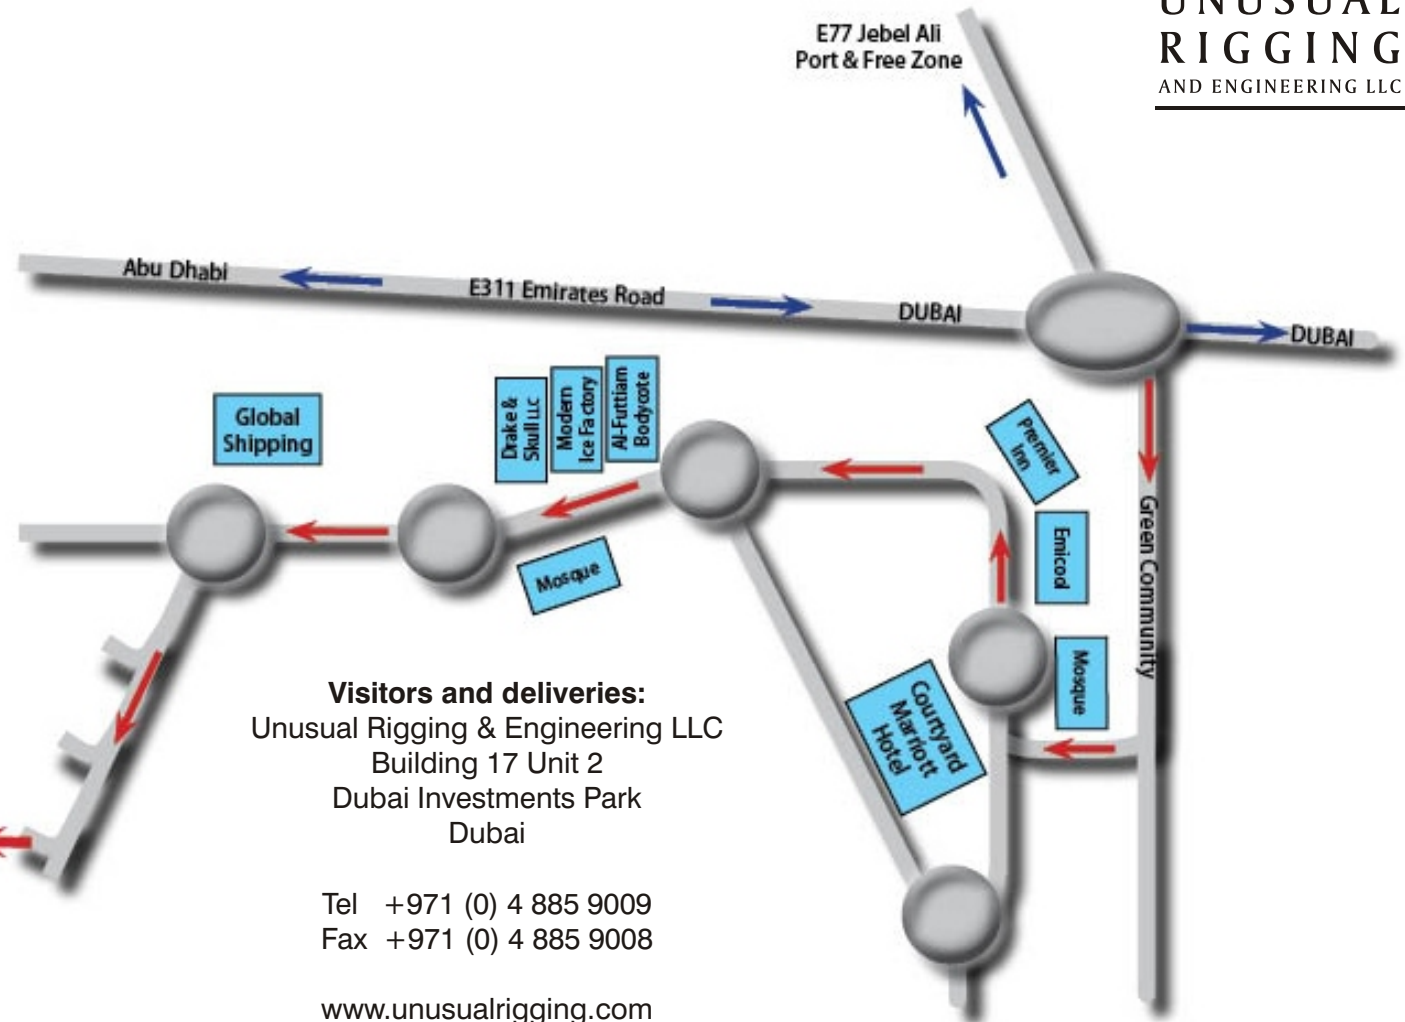 UNUSUAL
RIGGING
AND ENGINEERING LLC
E77 Jebel Ali
Port & Free Zone
Abu Dhabi
E311 Emirates Road
DUBAI
DUBAI
Global
Shipping
Drake &
Skull LLC
Modern
Ice Factory
Al-Futtiam
Bodycote
Premier
Inn
Emicod
Green Community
Mosque
Mosque
Courtyard
Marriott
Hotel
Visitors and deliveries:
Unusual Rigging & Engineering LLC
Building 17 Unit 2
Dubai Investments Park
Dubai
Tel +971 (0) 4 885 9009
Fax +971 (0) 4 885 9008
www.unusualrigging.com